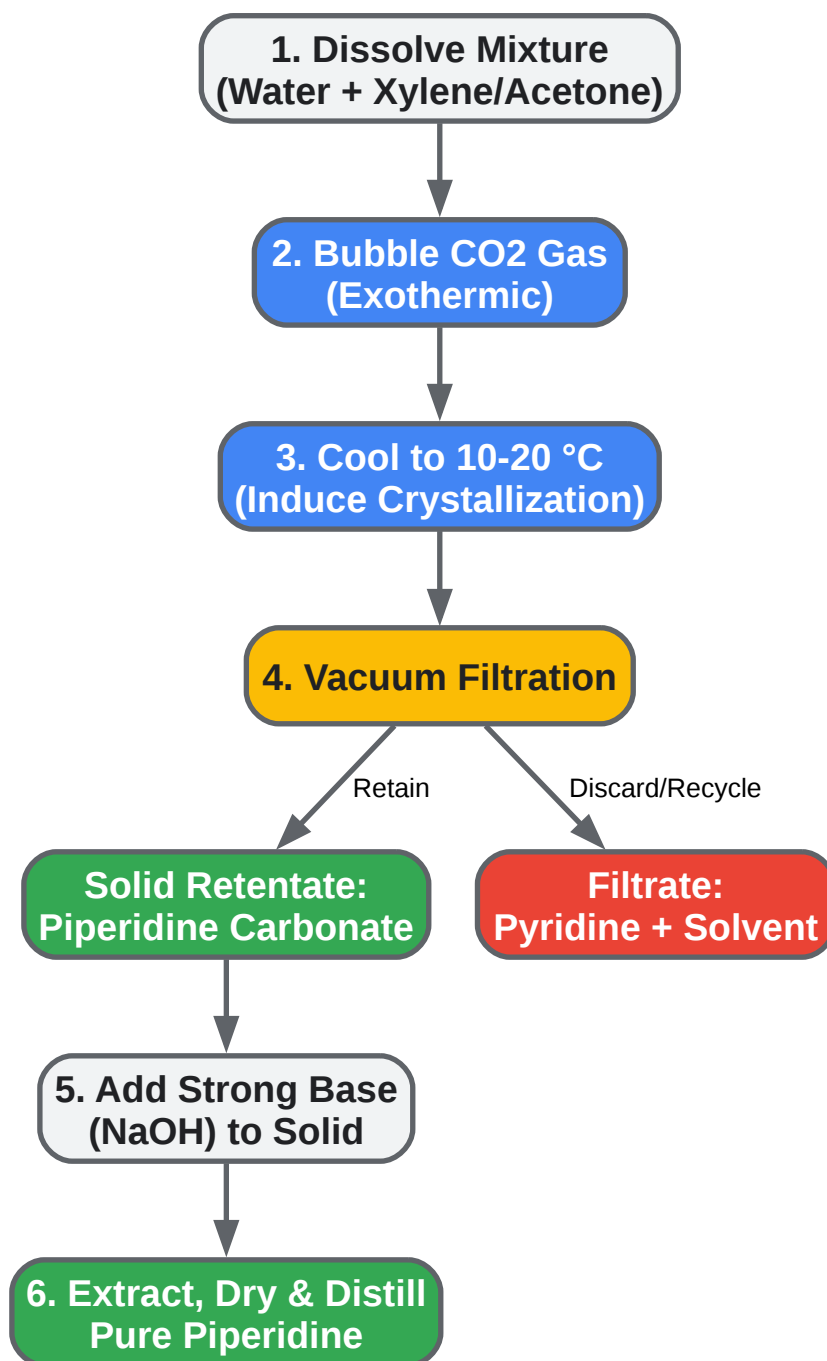 1. Dissolve Mixture
(Water + Xylene/Acetone)
2. Bubble CO2 Gas
(Exothermic)
3. Cool to 10-20 °C
(Induce Crystallization)
4. Vacuum Filtration
Retain
Discard/Recycle
Solid Retentate:
Piperidine Carbonate
Filtrate:
Pyridine + Solvent
5. Add Strong Base
(NaOH) to Solid
6. Extract, Dry & Distill
Pure Piperidine